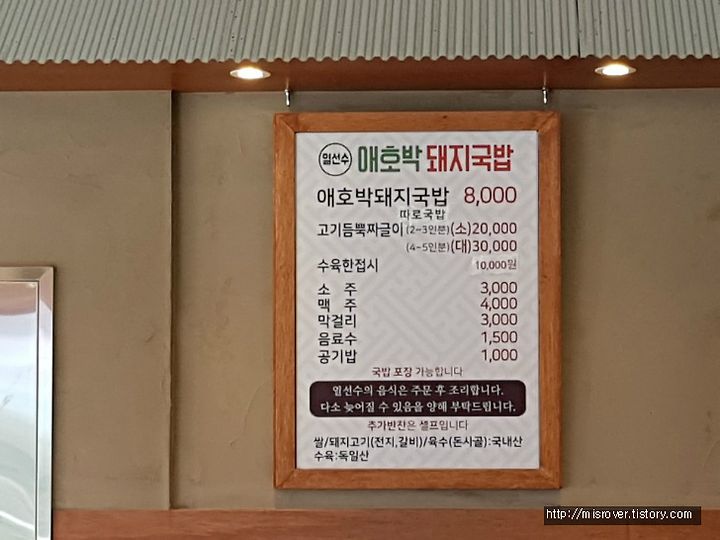 일선수 애호박 돼지국밥
애호박돼지국밥 8,000
따로국밥
고기듬뿍짜글이 (2~3인분)(소)20,000
(4~5인분)(대)30,000
수육한접시 10,000원
소 주 3,000
맥 주 4,000
막걸리 3,000
음료수 1,500
공기밥 1,000
국밥 포장 가능합니다
일선수의 음식은 주문 후 조리합니다.
다소 늦어질 수 있음을 양해 부탁드립니다.
추가반찬은 셀프입니다
쌀/돼지고기(전지,갈비)/육수(돈사골):국내산
수육:독일산
http://misrover.tistory.com